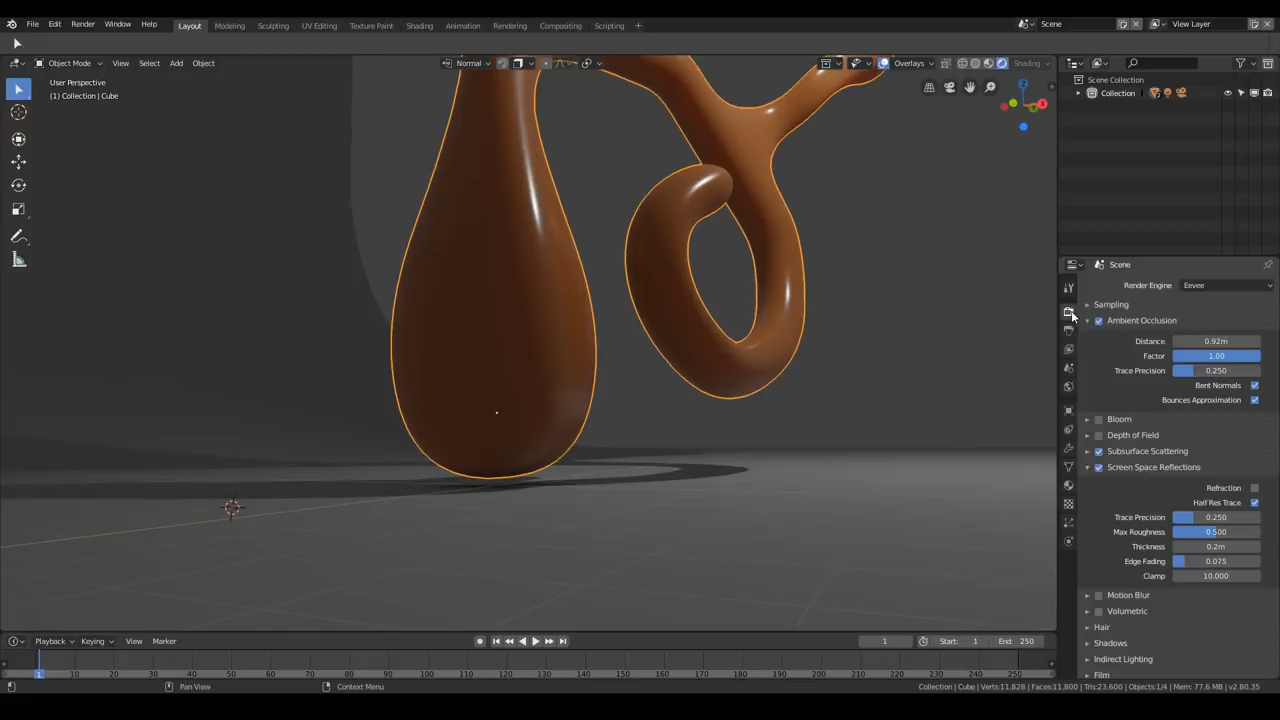 File Edit Render Window Help Layout Modeling Sculpting UV Editing Texture Paint Shading Animation Rendering Compositing Scripting + Scene View Layer
Object Mode View Select Add Object Normal Overlays Shading
User Perspective
(1) Collection | Cube
Scene Collection
Collection
Scene
Render Engine Eevee
Sampling
Ambient Occlusion
Distance 0.92m
Factor 1.00
Trace Precision 0.250
Bent Normals
Bounces Approximation
Bloom
Depth of Field
Subsurface Scattering
Screen Space Reflections
Refraction
Half Res Trace
Trace Precision 0.250
Max Roughness 0.500
Thickness 0.2m
Edge Fading 0.075
Clamp 10.000
Motion Blur
Volumetric
Hair
Shadows
Indirect Lighting
Film
Playback Keying View Marker 1 Start: 1 End: 250
1 10 20 30 40 50 60 70 80 90 100 110 120 130 140 150 160 170 180 190 200 210 220 230 240 250
Pan View Context Menu Collection | Cube | Verts:11,828 | Faces:11,800 | Tris:23,600 | Objects:1/4 | Mem: 77.6 MB | v2.80.35